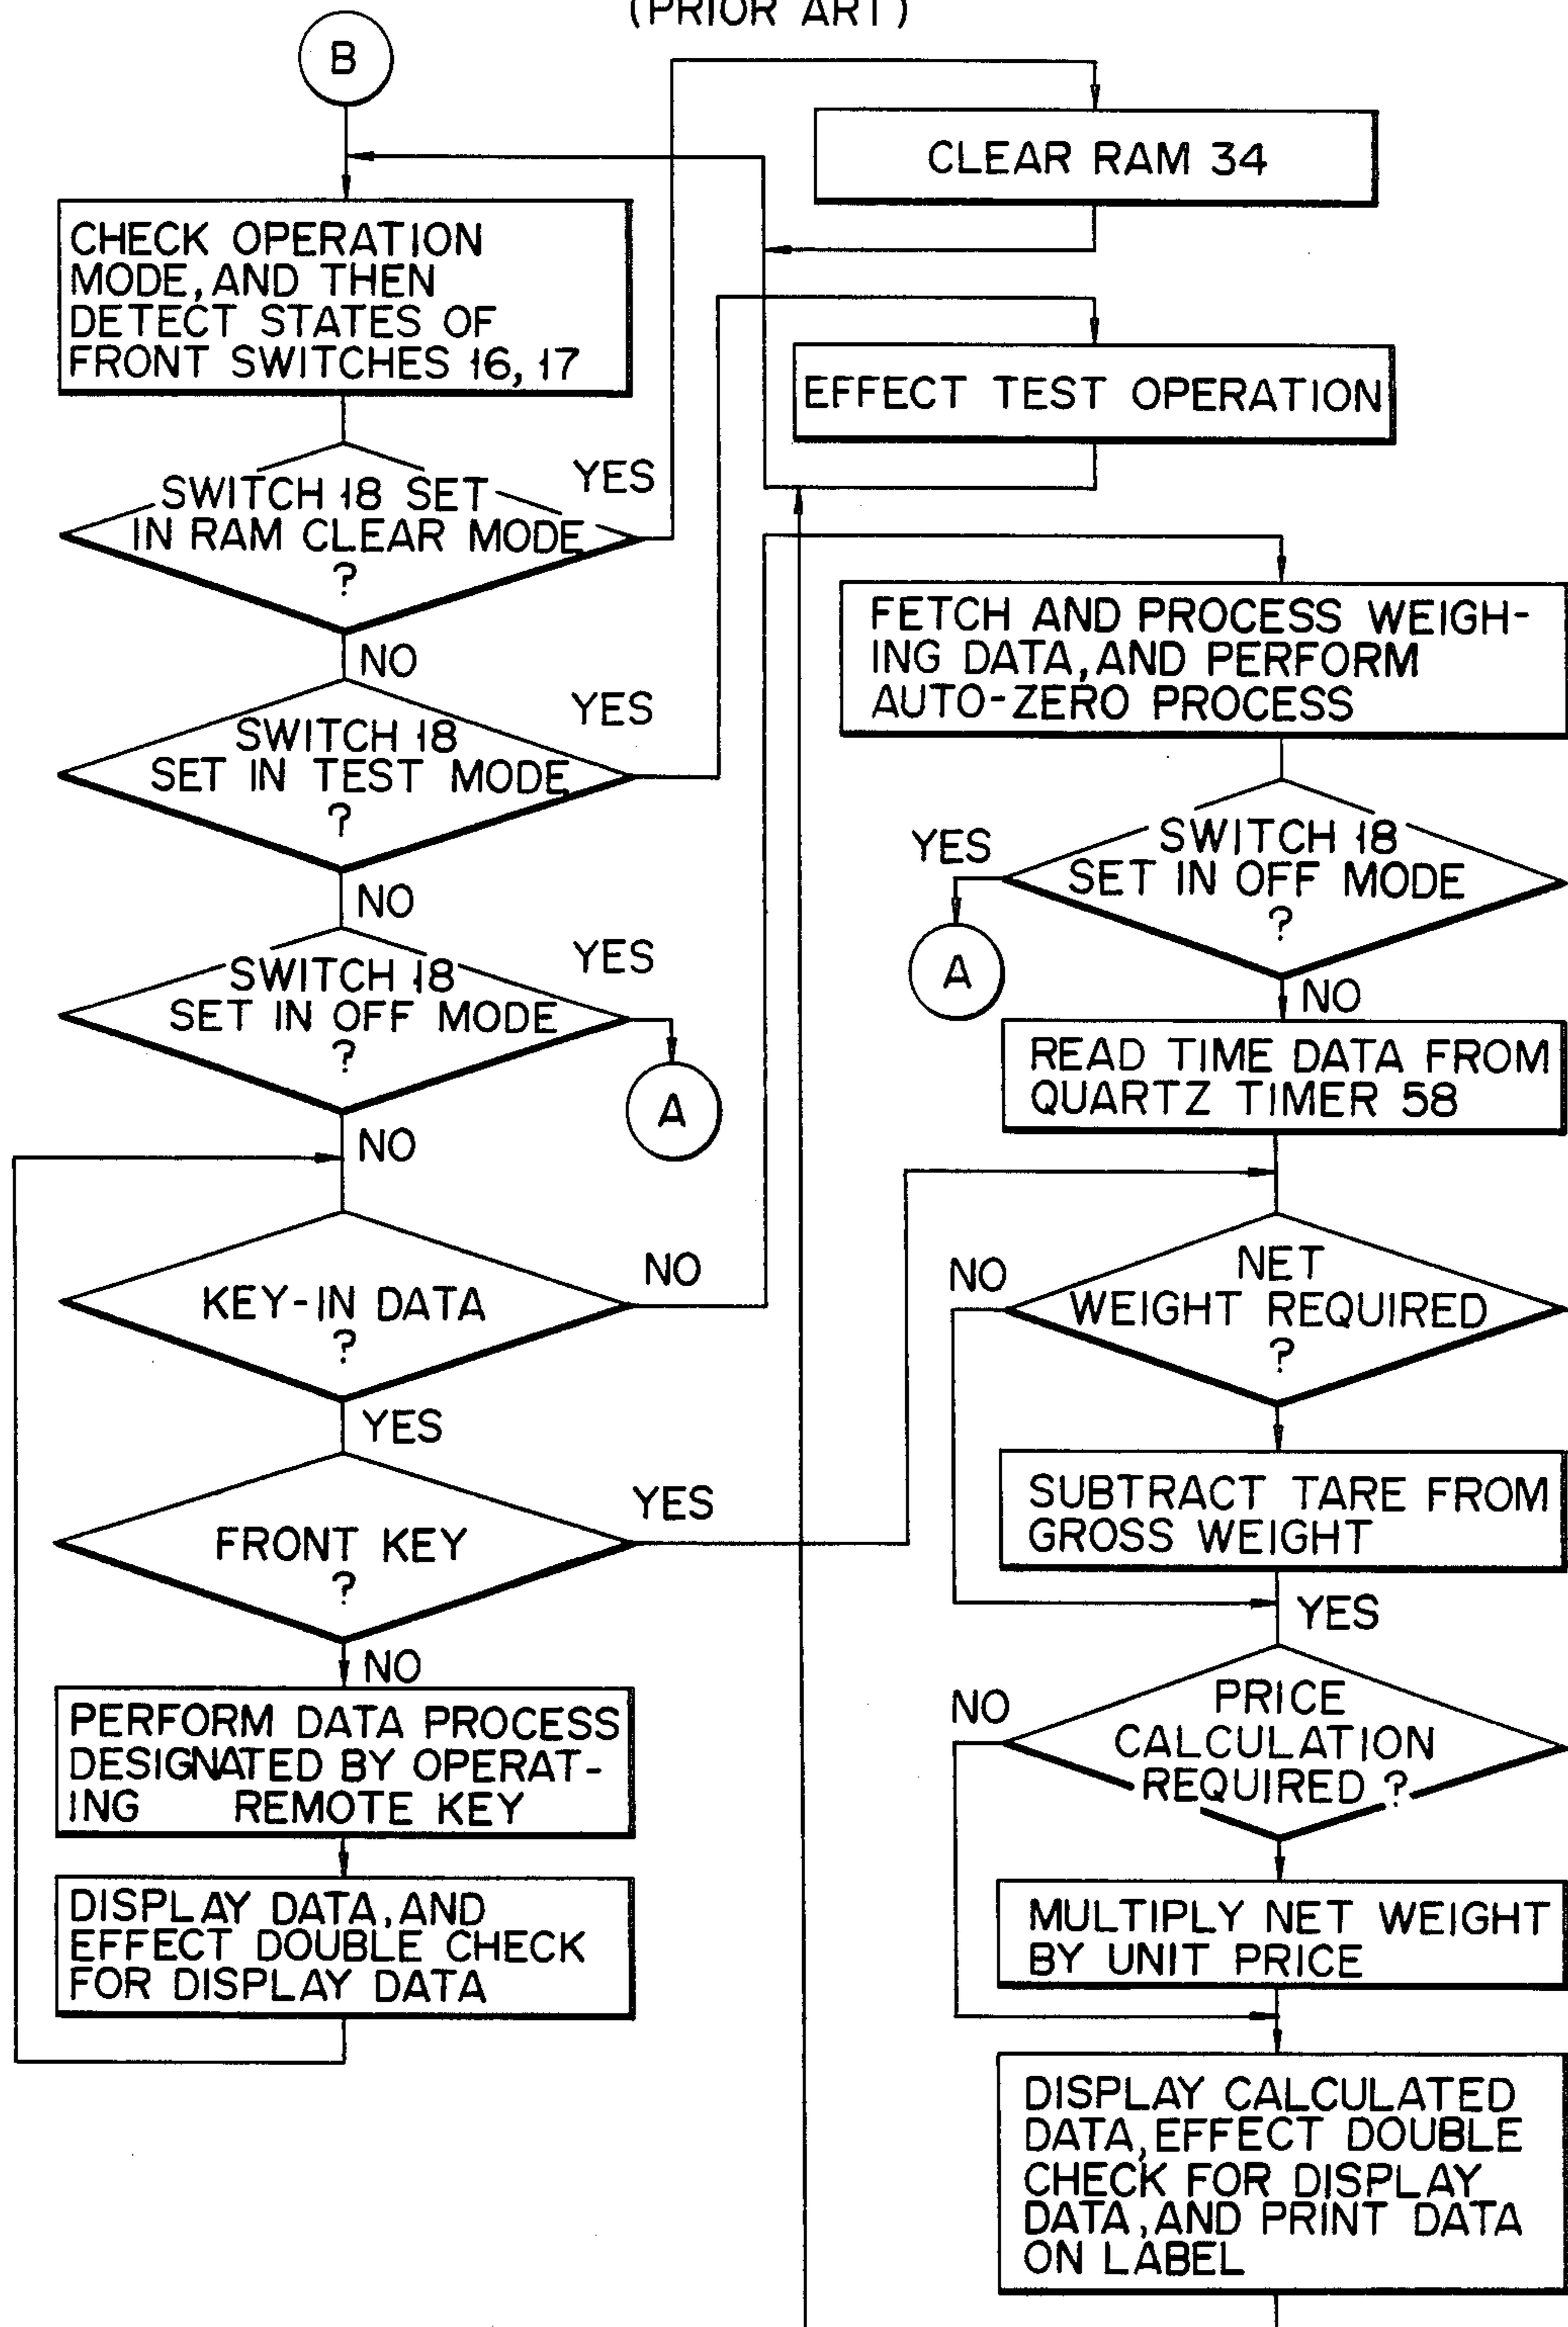 (PRIOR ART)
B
CHECK OPERATION
MODE, AND THEN
DETECT STATES OF
FRONT SWITCHES 16, 17
SWITCH 18 SET
IN RAM CLEAR MODE
?
YES
NO
SWITCH 18
SET IN TEST MODE
?
YES
NO
SWITCH 18
SET IN OFF MODE
?
YES
A
NO
KEY-IN DATA
?
NO
YES
FRONT KEY
?
YES
NO
PERFORM DATA PROCESS
DESIGNATED BY OPERAT-
ING REMOTE KEY
DISPLAY DATA, AND
EFFECT DOUBLE CHECK
FOR DISPLAY DATA
CLEAR RAM 34
EFFECT TEST OPERATION
FETCH AND PROCESS WEIGH-
ING DATA, AND PERFORM
AUTO-ZERO PROCESS
YES
SWITCH 18
SET IN OFF MODE
?
A
NO
READ TIME DATA FROM
QUARTZ TIMER 58
NO
NET
WEIGHT REQUIRED
?
SUBTRACT TARE FROM
GROSS WEIGHT
YES
NO
PRICE
CALCULATION
REQUIRED ?
MULTIPLY NET WEIGHT
BY UNIT PRICE
DISPLAY CALCULATED
DATA, EFFECT DOUBLE
CHECK FOR DISPLAY
DATA, AND PRINT DATA
ON LABEL